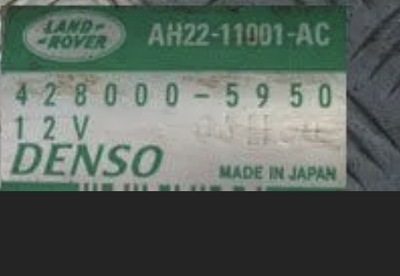 LAND-
-ROVER
AH22-11001-AC
428000-5950
12V
DENSO
MADE IN JAPAN